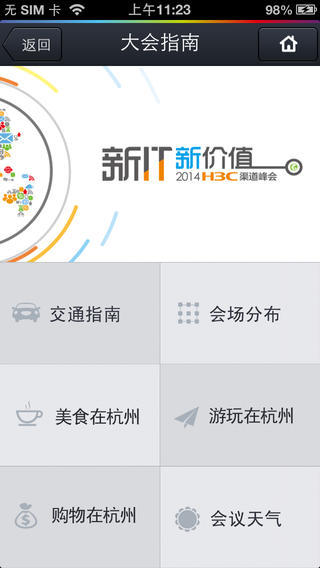 无 SIM 卡 上午11:23 98%
返回 大会指南
新IT 新价值
2014 H3C 渠道峰会
交通指南 会场分布
美食在杭州 游玩在杭州
购物在杭州 会议天气